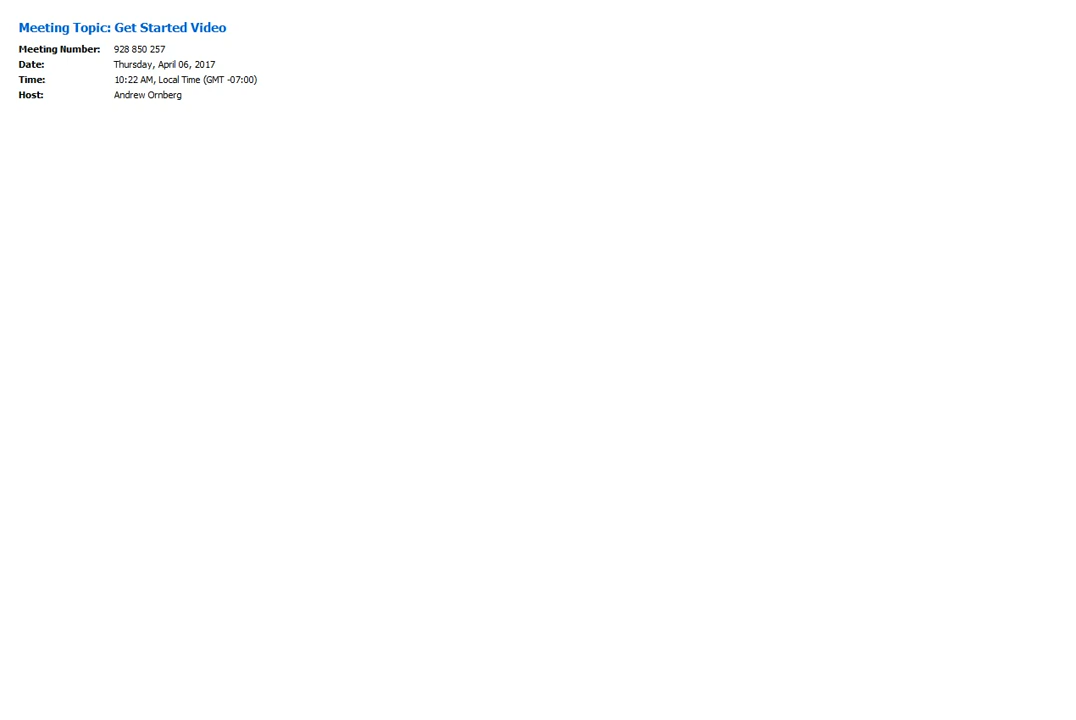 Meeting Topic: Get Started Video
Meeting Number: 928 850 257
Date: Thursday, April 06, 2017
Time: 10:22 AM, Local Time (GMT -07:00)
Host: Andrew Ornberg